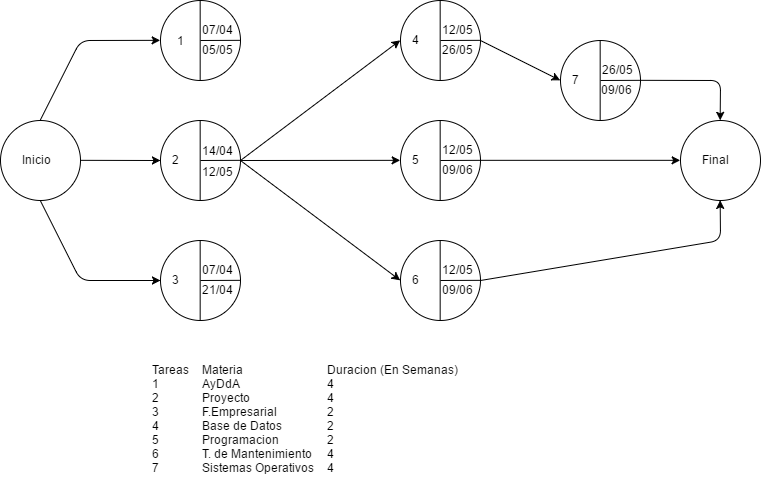 1
07/04
05/05
4
12/05
26/05
7
26/05
09/06
Inicio
2
14/04
12/05
5
12/05
09/06
Final
3
07/04
21/04
6
12/05
09/06
Tareas Materia Duracion (En Semanas)
1 AyDdA 4
2 Proyecto 4
3 F.Empresarial 2
4 Base de Datos 2
5 Programacion 2
6 T. de Mantenimiento 4
7 Sistemas Operativos 4